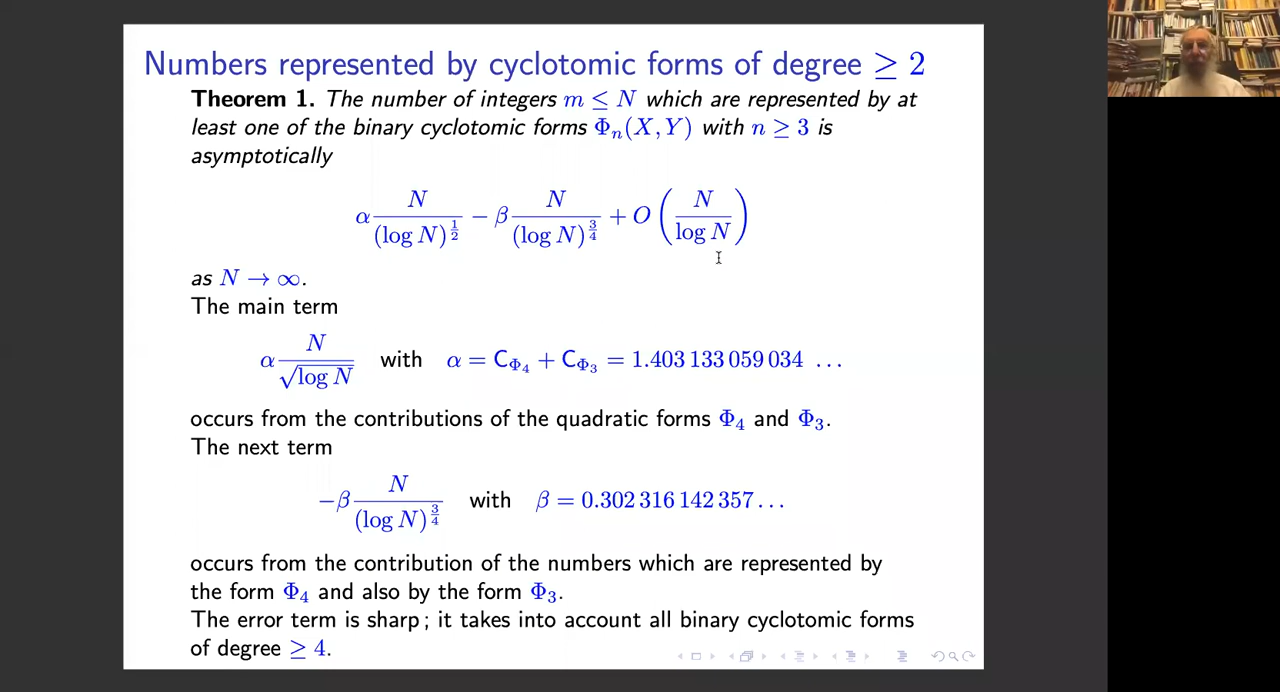 Numbers represented by cyclotomic forms of degree ≥ 2
Theorem 1. The number of integers m ≤ N which are represented by at
least one of the binary cyclotomic forms Φ_n(X, Y) with n ≥ 3 is
asymptotically
α N/(log N)^{1/2} − β N/(log N)^{3/4} + O(N/log N)
as N → ∞.
The main term
α N/√(log N) with α = C_{Φ_4} + C_{Φ_3} = 1.403 133 059 034 ...
occurs from the contributions of the quadratic forms Φ_4 and Φ_3.
The next term
−β N/(log N)^{3/4} with β = 0.302 316 142 357...
occurs from the contribution of the numbers which are represented by
the form Φ_4 and also by the form Φ_3.
The error term is sharp ; it takes into account all binary cyclotomic forms
of degree ≥ 4.